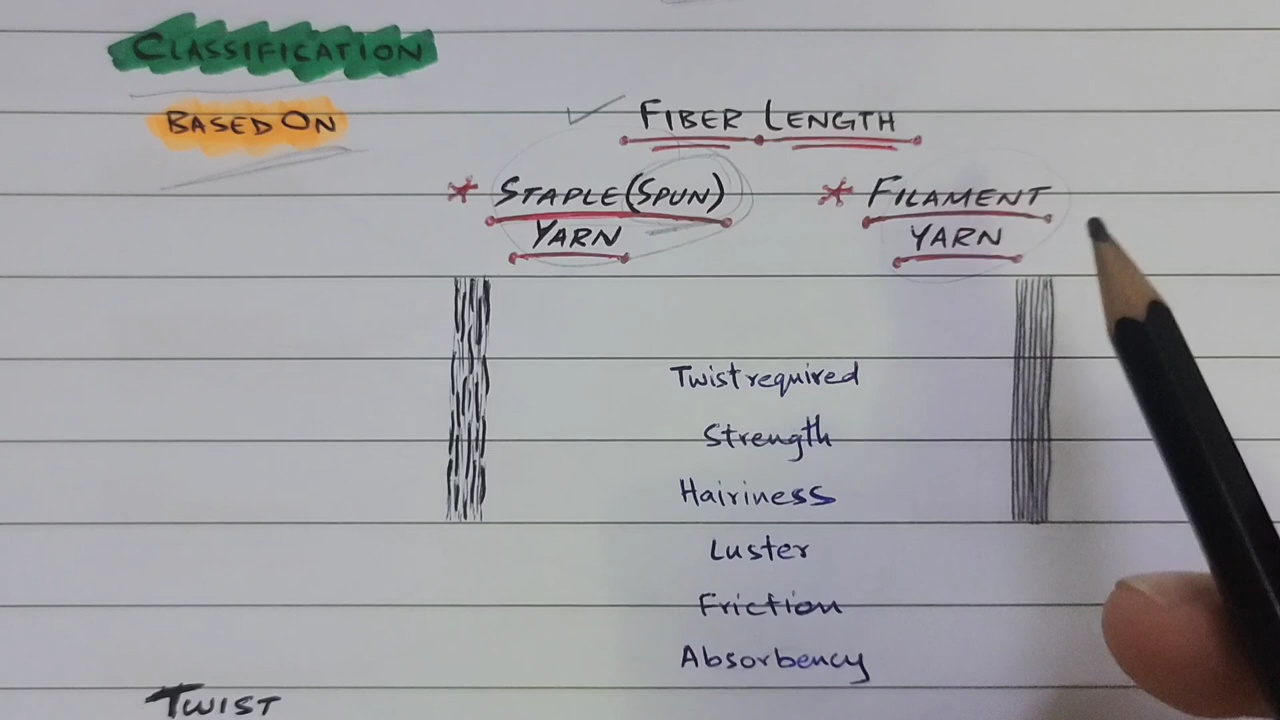 CLASSIFICATION
BASED ON
FIBER LENGTH
* STAPLE (SPUN) YARN
* FILAMENT YARN
Twist required
Strength
Hairiness
Luster
Friction
Absorbency
TWIST